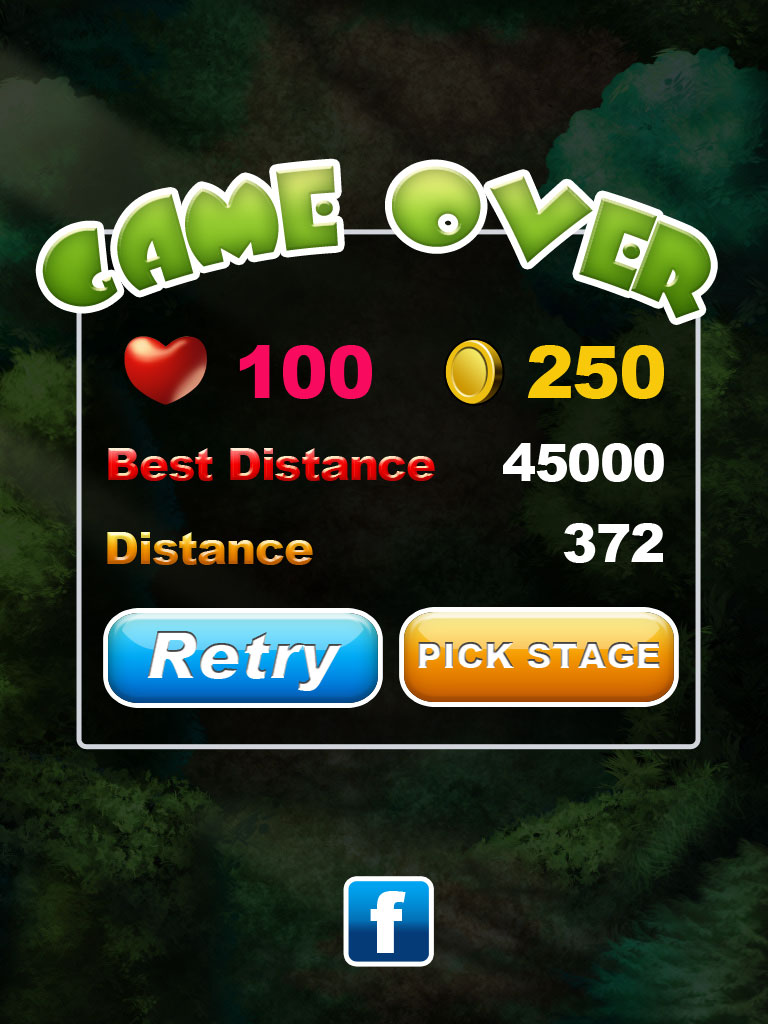 GAME OVER
100 250
Best Distance 45000
Distance 372
Retry PICK STAGE
f